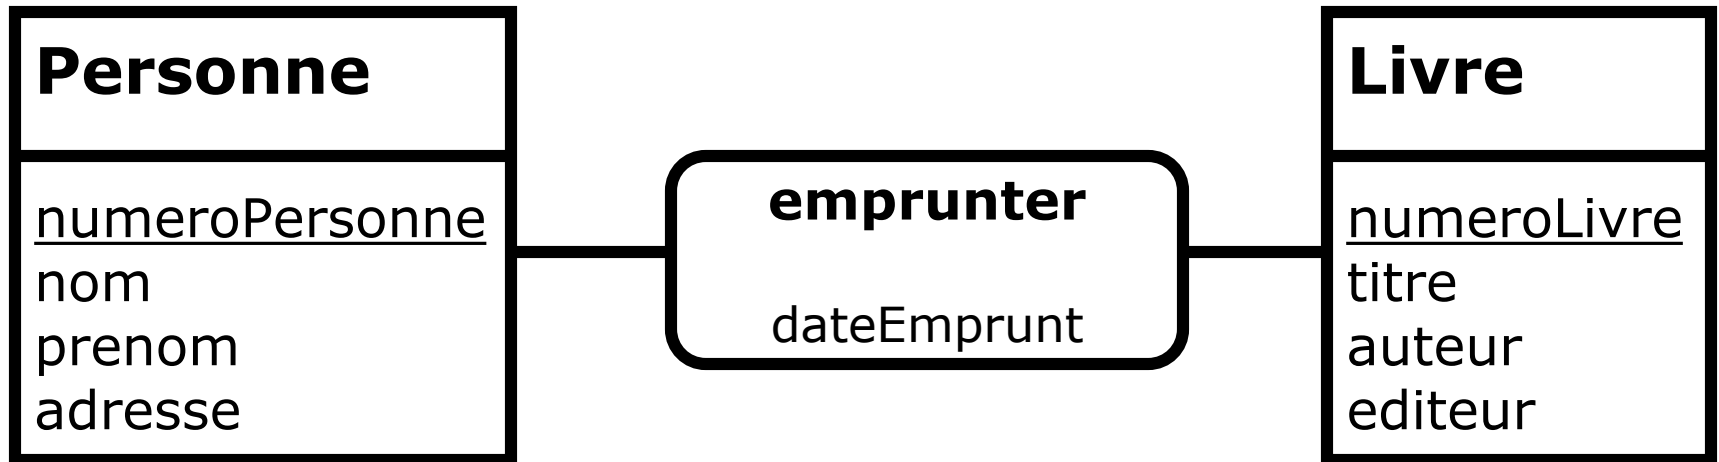 Personne
numeroPersonne
nom
prenom
adresse
emprunter
dateEmprunt
Livre
numeroLivre
titre
auteur
editeur